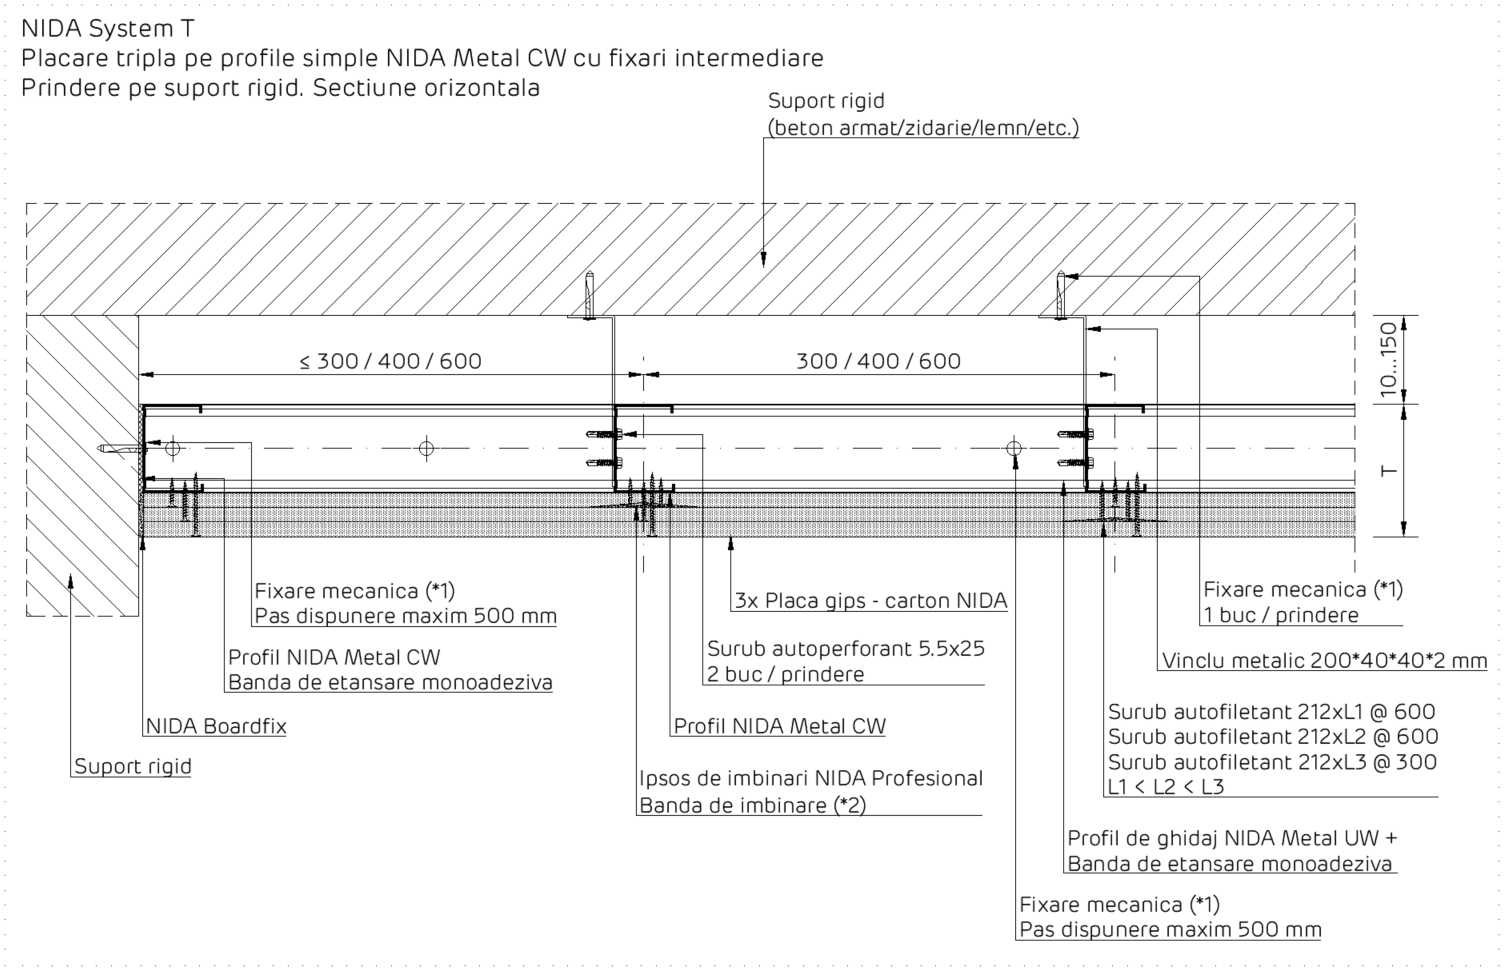 NIDA System T
Placare tripla pe profile simple NIDA Metal CW cu fixari intermediare
Prindere pe suport rigid. Sectiune orizontala
Suport rigid
(beton armat/zidarie/lemn/etc.)
≤ 300 / 400 / 600
300 / 400 / 600
10...150
T
Fixare mecanica (*1)
Pas dispunere maxim 500 mm
Profil NIDA Metal CW
Banda de etansare monoadeziva
NIDA Boardfix
Suport rigid
3x Placa gips - carton NIDA
Surub autoperforant 5.5x25
2 buc / prindere
Profil NIDA Metal CW
Ipsos de imbinari NIDA Profesional
Banda de imbinare (*2)
Fixare mecanica (*1)
1 buc / prindere
Vinclu metalic 200*40*40*2 mm
Surub autofiletant 212xL1 @ 600
Surub autofiletant 212xL2 @ 600
Surub autofiletant 212xL3 @ 300
L1 < L2 < L3
Profil de ghidaj NIDA Metal UW +
Banda de etansare monoadeziva
Fixare mecanica (*1)
Pas dispunere maxim 500 mm